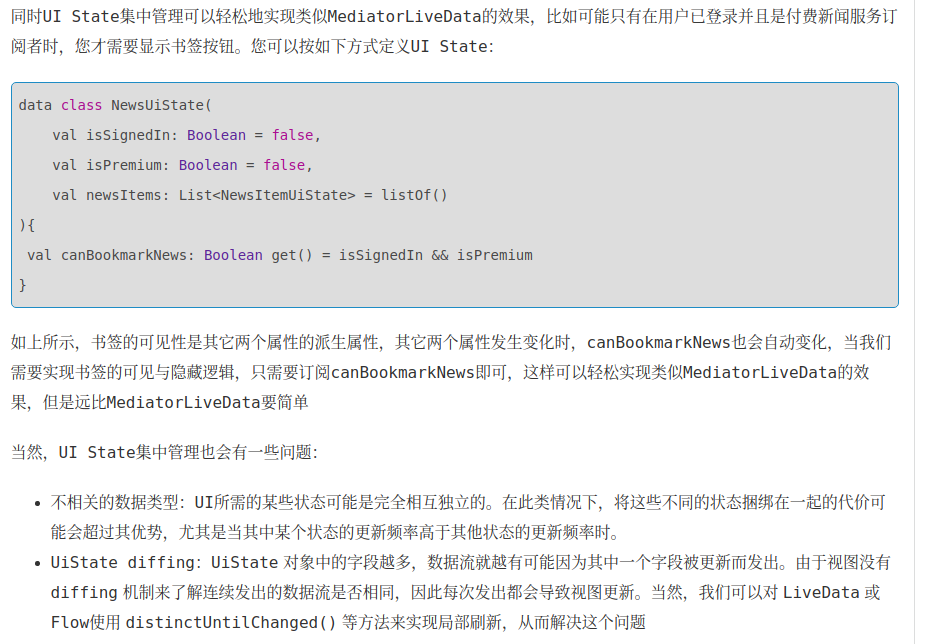 同时UI State集中管理可以轻松地实现类似MediatorLiveData的效果，比如可能只有在用户已登录并且是付费新闻服务订
阅者时，您才需要显示书签按钮。您可以按如下方式定义UI State：
data class NewsUiState(
    val isSignedIn: Boolean = false,
    val isPremium: Boolean = false,
    val newsItems: List<NewsItemUiState> = listOf()
){
 val canBookmarkNews: Boolean get() = isSignedIn && isPremium
}
如上所示，书签的可见性是其它两个属性的派生属性，其它两个属性发生变化时，canBookmarkNews也会自动变化，当我们
需要实现书签的可见与隐藏逻辑，只需要订阅canBookmarkNews即可，这样可以轻松实现类似MediatorLiveData的效
果，但是远比MediatorLiveData要简单
当然，UI State集中管理也会有一些问题：
• 不相关的数据类型：UI所需的某些状态可能是完全相互独立的。在此类情况下，将这些不同的状态捆绑在一起的代价可
能会超过其优势，尤其是当其中某个状态的更新频率高于其他状态的更新频率时。
• UiState diffing：UiState 对象中的字段越多，数据流就越有可能因为其中一个字段被更新而发出。由于视图没有
diffing 机制来了解连续发出的数据流是否相同，因此每次发出都会导致视图更新。当然，我们可以对 LiveData 或
Flow使用 distinctUntilChanged() 等方法来实现局部刷新，从而解决这个问题